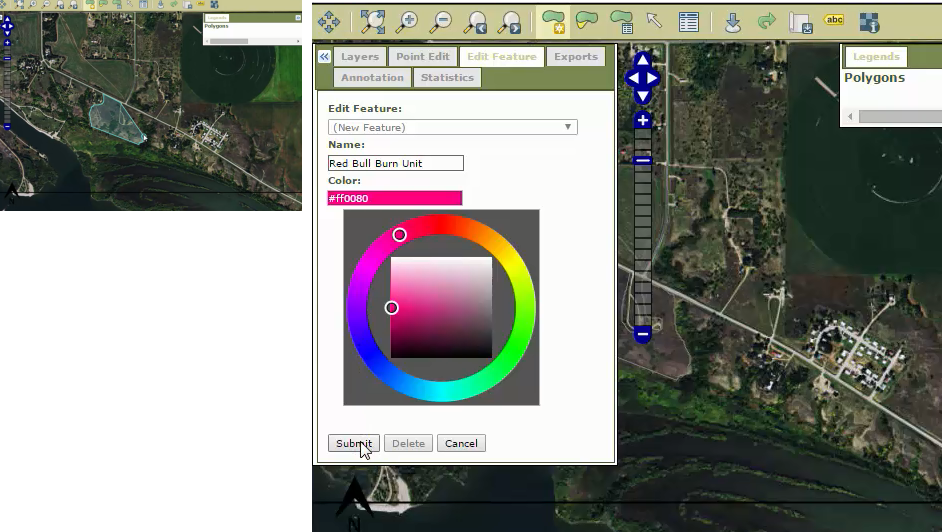 Legends
Polygons
abc
Layers
Point Edit
Edit Feature
Exports
Annotation
Statistics
Edit Feature:
(New Feature)
Name:
Red Bull Burn Unit
Color:
#ff0080
Submit
Delete
Cancel
Legends
Polygons
N